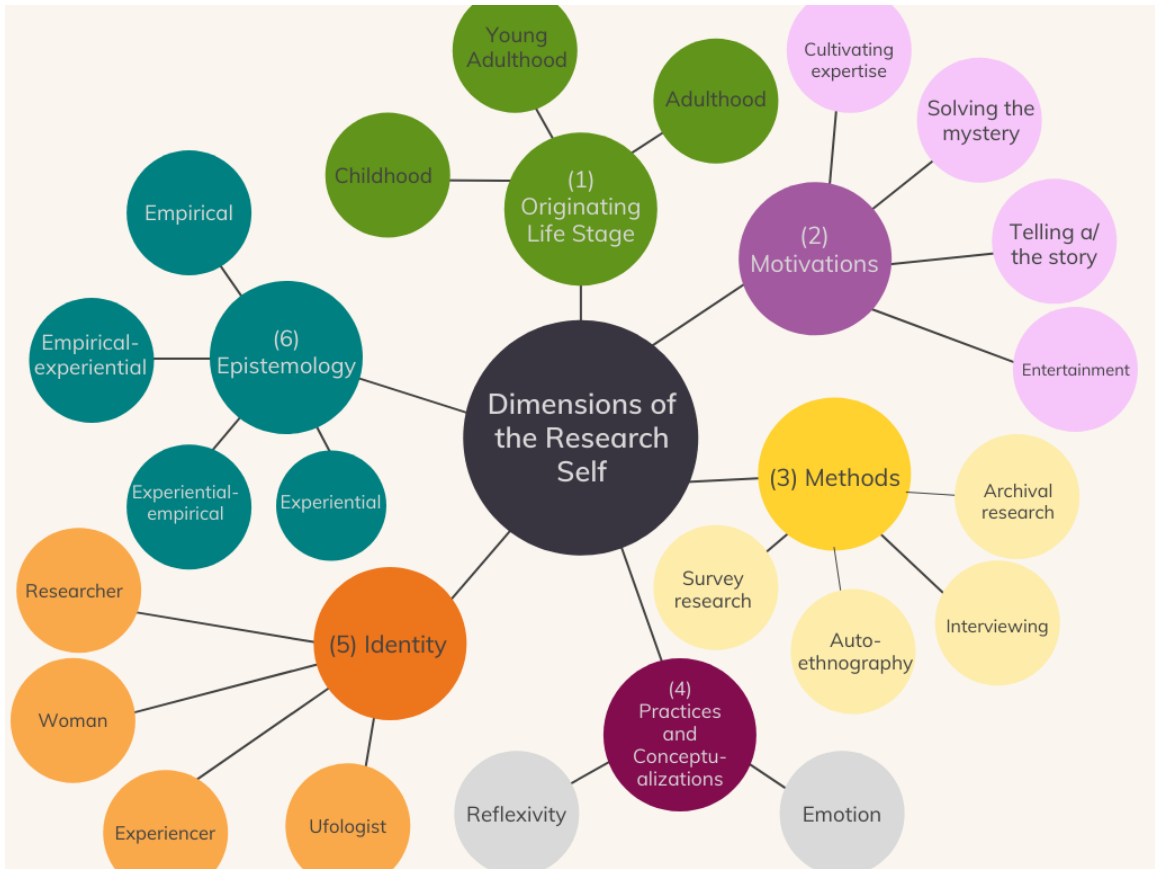 Dimensions of
the Research
Self
(1)
Originating
Life Stage
Childhood
Young
Adulthood
Adulthood
(2)
Motivations
Cultivating
expertise
Solving the
mystery
Telling a/
the story
Entertainment
(3) Methods
Archival
research
Interviewing
Auto-
ethnography
Survey
research
(4)
Practices
and
Conceptu-
alizations
Emotion
Reflexivity
(5) Identity
Ufologist
Experiencer
Woman
Researcher
(6)
Epistemology
Experiential
Experiential-
empirical
Empirical-
experiential
Empirical